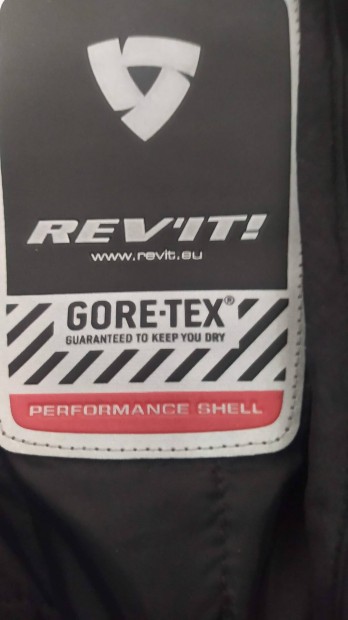 REV'IT!
www.revit.eu
GORE-TEX®
GUARANTEED TO KEEP YOU DRY
PERFORMANCE SHELL